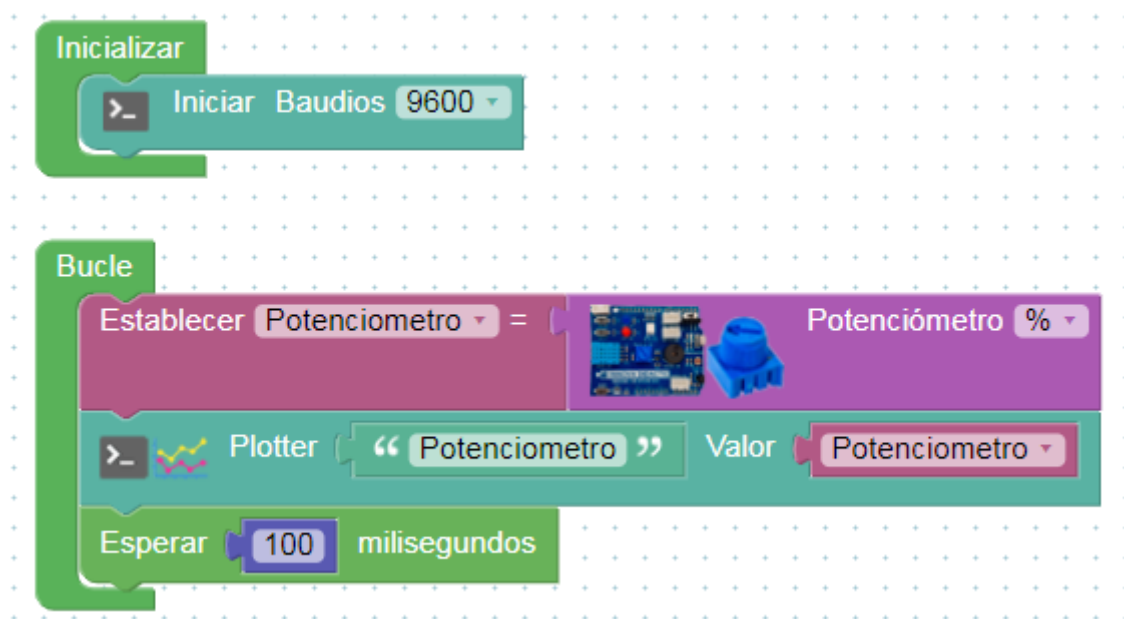 Inicializar
>_ Iniciar Baudios 9600
Bucle
Establecer Potenciometro = Potenciómetro %
>_ Plotter “ Potenciometro ” Valor Potenciometro
Esperar 100 milisegundos